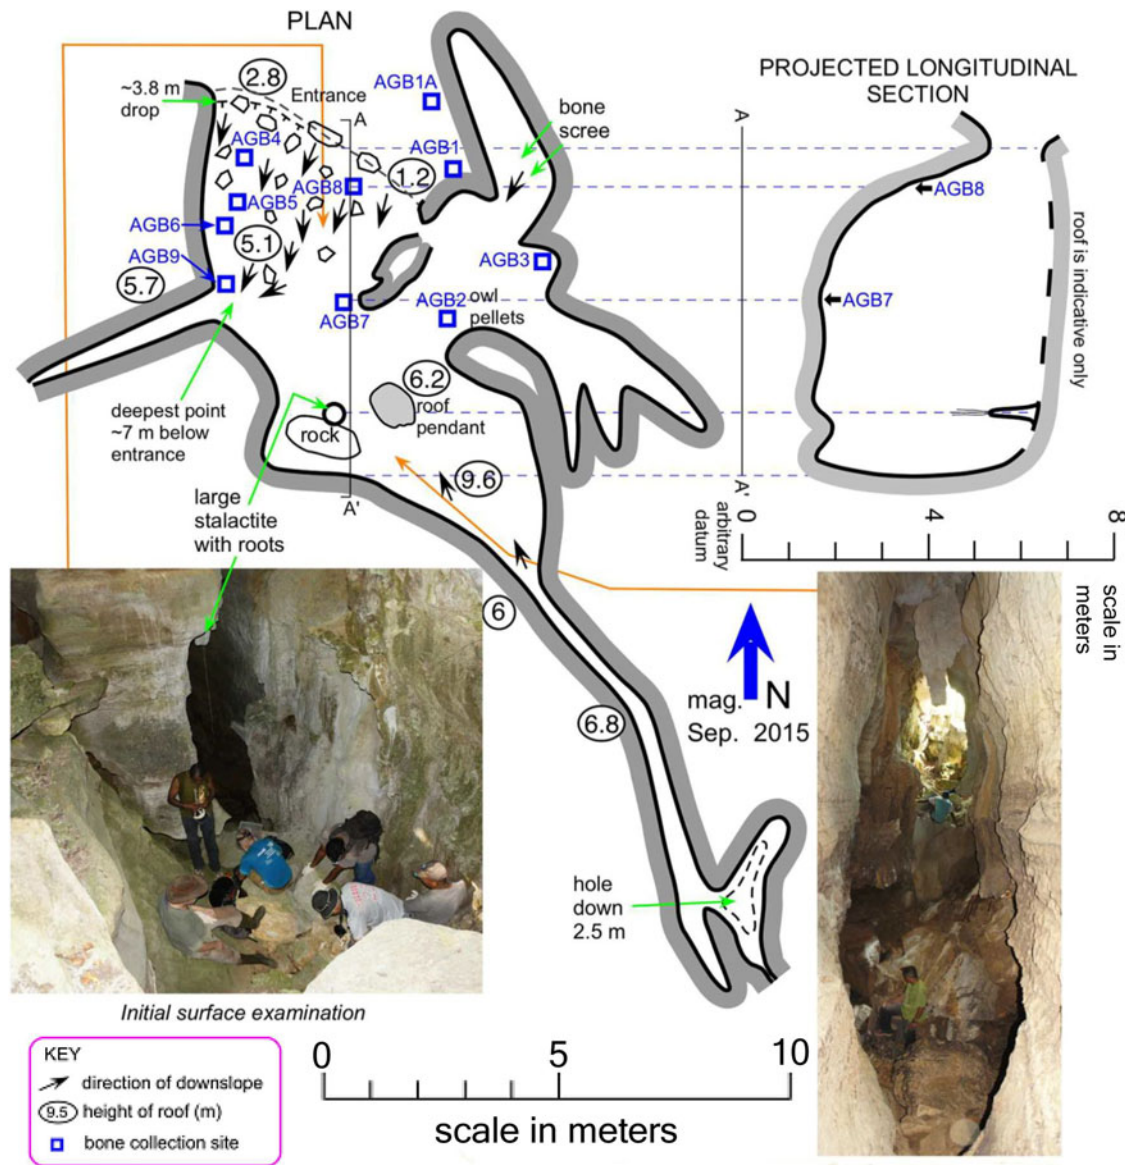 PLAN
~3.8 m
drop
2.8
Entrance
A
AGB1A
bone
scree
AGB4
AGB1
AGB8
1.2
AGB5
AGB6
5.1
AGB9
5.7
AGB3
AGB2
owl
pellets
AGB7
6.2
roof
pendant
deepest point
~7 m below
entrance
rock
9.6
A'
large
stalactite
with roots
6
6.8
PROJECTED LONGITUDINAL
SECTION
A
AGB8
AGB7
roof is indicative only
A'
arbitrary
datum
0
4
8
scale in
meters
mag. N
Sep. 2015
hole
down
2.5 m
Initial surface examination
KEY
direction of downslope
9.5 height of roof (m)
bone collection site
0
5
10
scale in meters